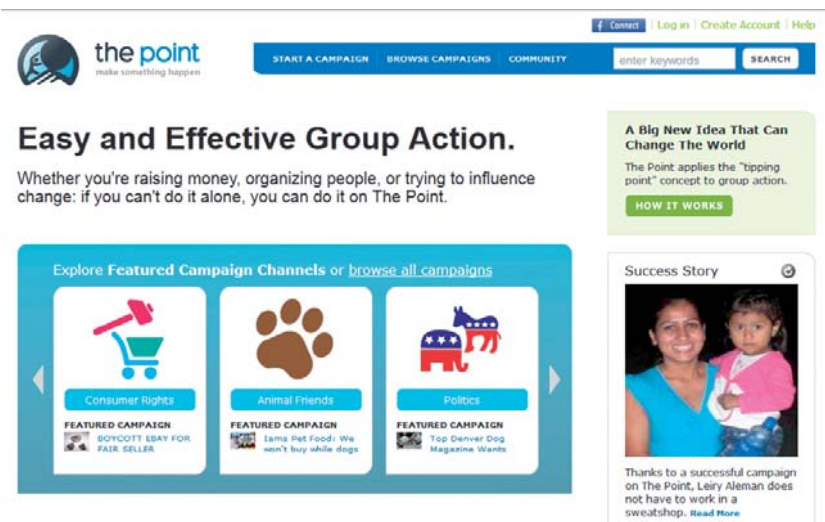 Connect | Log in | Create Account | Help
the point
make something happen
START A CAMPAIGN BROWSE CAMPAIGNS COMMUNITY enter keywords SEARCH
Easy and Effective Group Action.
Whether you're raising money, organizing people, or trying to influence
change: if you can't do it alone, you can do it on The Point.
A Big New Idea That Can
Change The World
The Point applies the "tipping
point" concept to group action.
HOW IT WORKS
Explore Featured Campaign Channels or browse all campaigns
Consumer Rights
FEATURED CAMPAIGN
BOYCOTT EBAY FOR
FAIR SELLER
Animal Friends
FEATURED CAMPAIGN
Iams Pet Food: We
won't buy while dogs
Politics
FEATURED CAMPAIGN
Top Denver Dog
Magazine Wants
Success Story
Thanks to a successful campaign
on The Point, Leiry Aleman does
not have to work in a
sweatshop. Read More